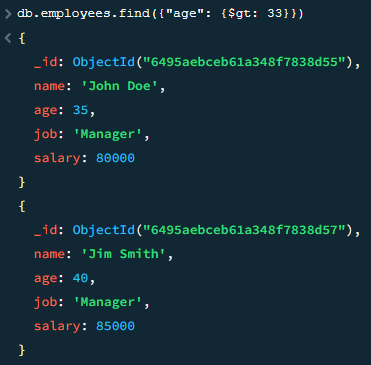 > db.employees.find({"age": {$gt: 33}})
< {
_id: ObjectId("6495aebceb61a348f7838d55"),
name: 'John Doe',
age: 35,
job: 'Manager',
salary: 80000
}
{
_id: ObjectId("6495aebceb61a348f7838d57"),
name: 'Jim Smith',
age: 40,
job: 'Manager',
salary: 85000
}